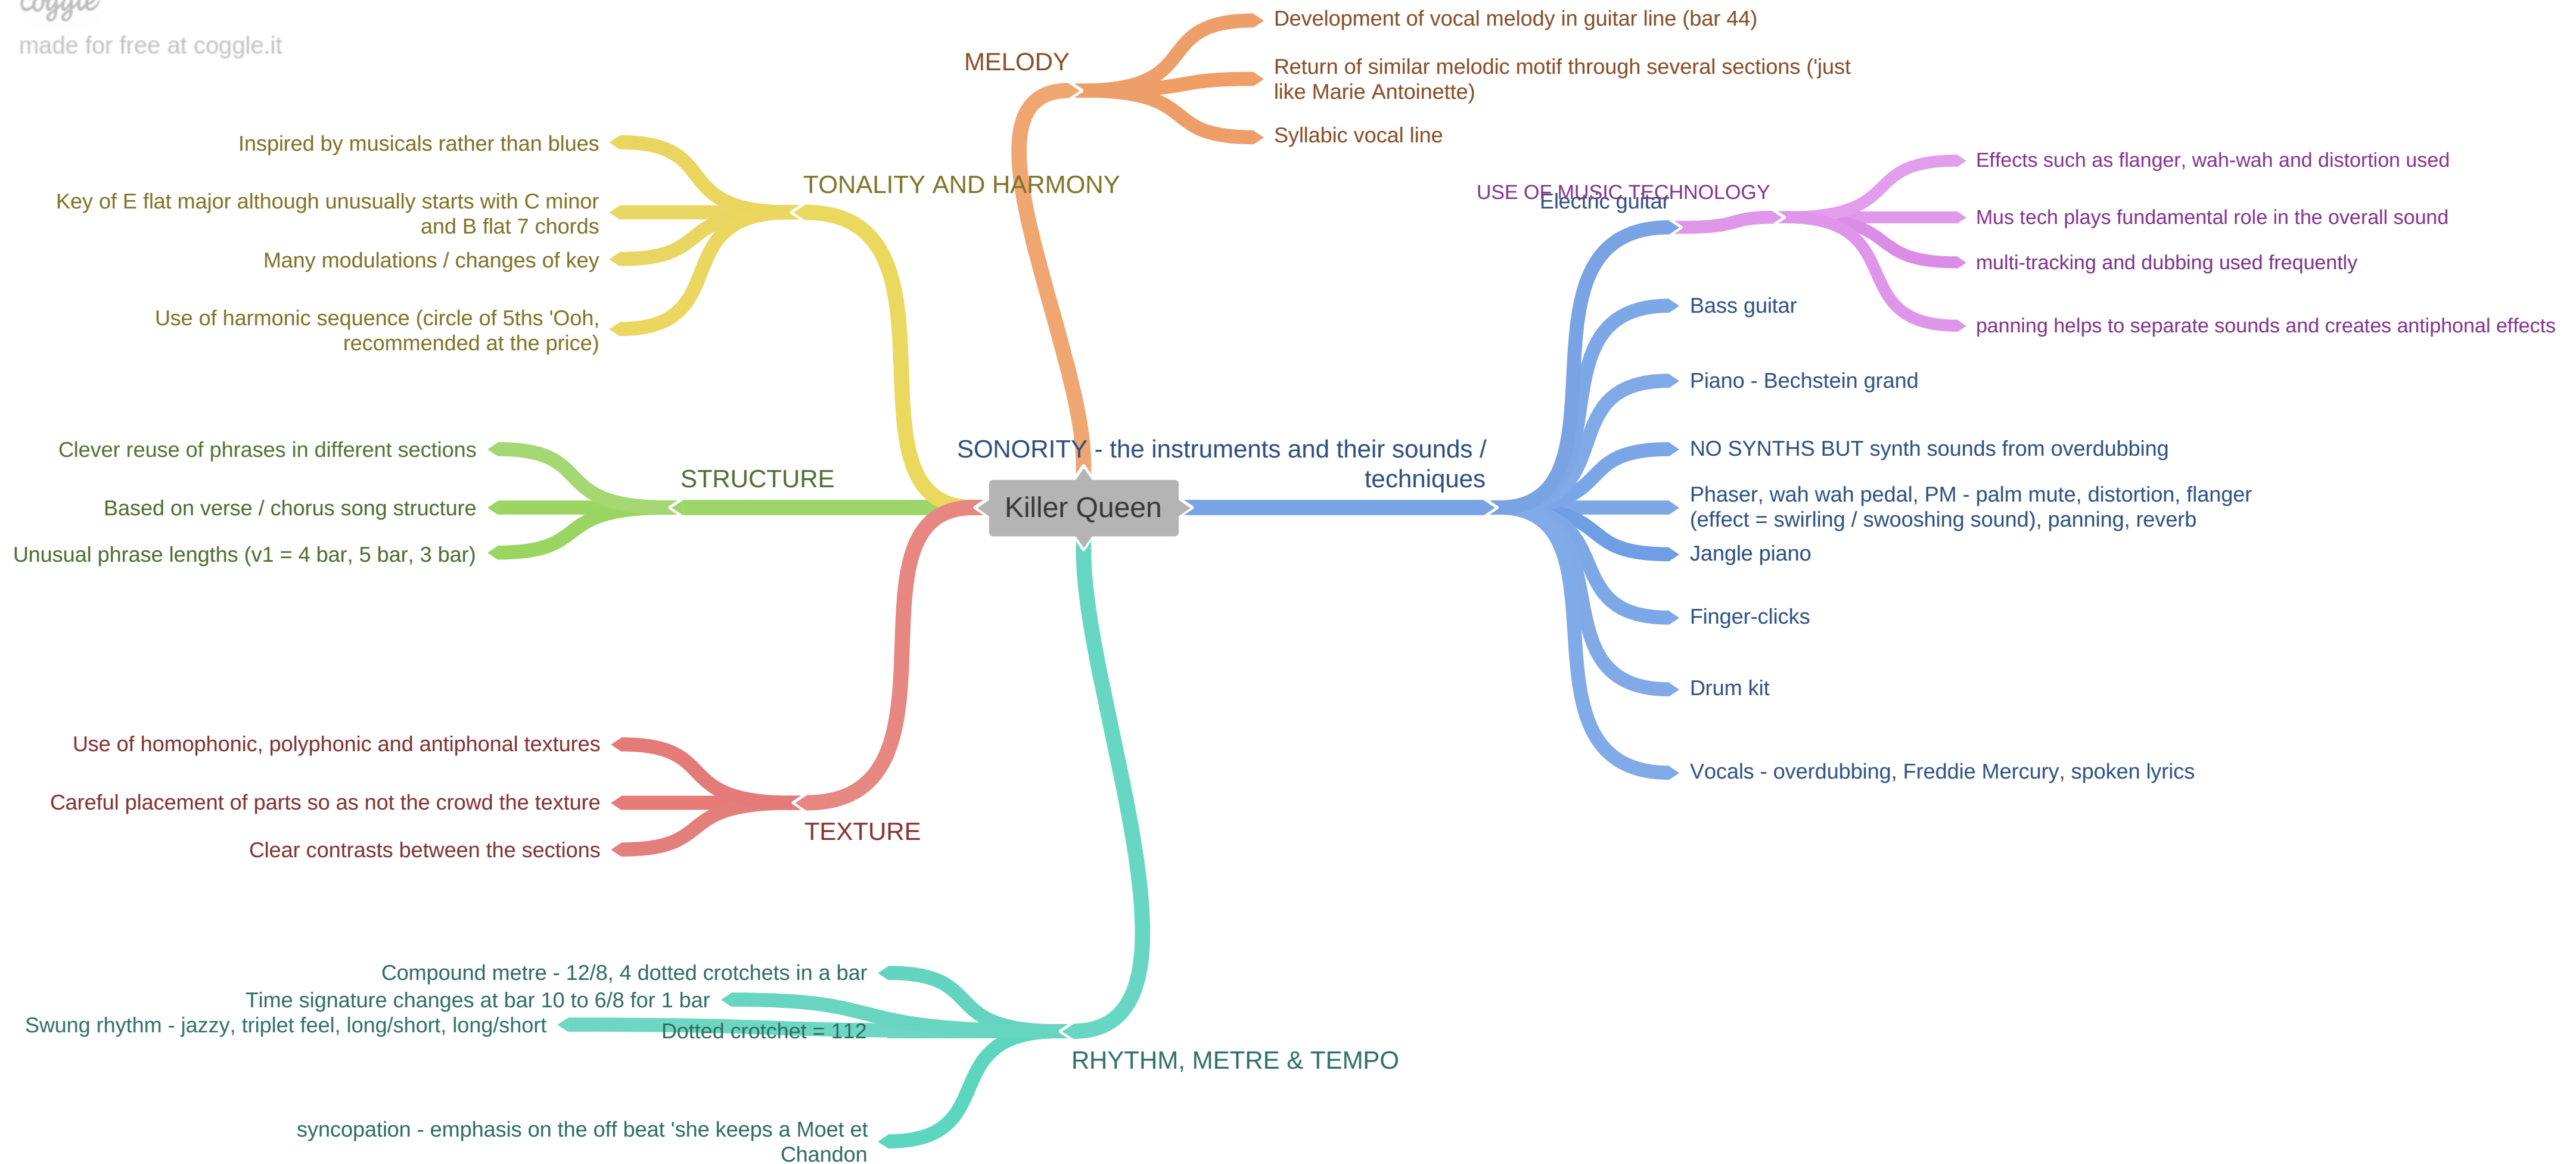 coggle
made for free at coggle.it
MELODY
Development of vocal melody in guitar line (bar 44)
Return of similar melodic motif through several sections ('just
like Marie Antoinette)
Syllabic vocal line
TONALITY AND HARMONY
Inspired by musicals rather than blues
Key of E flat major although unusually starts with C minor
and B flat 7 chords
Many modulations / changes of key
Use of harmonic sequence (circle of 5ths 'Ooh,
recommended at the price)
USE OF MUSIC TECHNOLOGY
Electric guitar
Effects such as flanger, wah-wah and distortion used
Mus tech plays fundamental role in the overall sound
multi-tracking and dubbing used frequently
panning helps to separate sounds and creates antiphonal effects
Bass guitar
Piano - Bechstein grand
NO SYNTHS BUT synth sounds from overdubbing
Phaser, wah wah pedal, PM - palm mute, distortion, flanger
(effect = swirling / swooshing sound), panning, reverb
Jangle piano
Finger-clicks
Drum kit
Vocals - overdubbing, Freddie Mercury, spoken lyrics
SONORITY - the instruments and their sounds /
techniques
Killer Queen
STRUCTURE
Clever reuse of phrases in different sections
Based on verse / chorus song structure
Unusual phrase lengths (v1 = 4 bar, 5 bar, 3 bar)
Use of homophonic, polyphonic and antiphonal textures
Careful placement of parts so as not the crowd the texture
Clear contrasts between the sections
TEXTURE
Compound metre - 12/8, 4 dotted crotchets in a bar
Time signature changes at bar 10 to 6/8 for 1 bar
Swung rhythm - jazzy, triplet feel, long/short, long/short
Dotted crotchet = 112
RHYTHM, METRE & TEMPO
syncopation - emphasis on the off beat 'she keeps a Moet et
Chandon